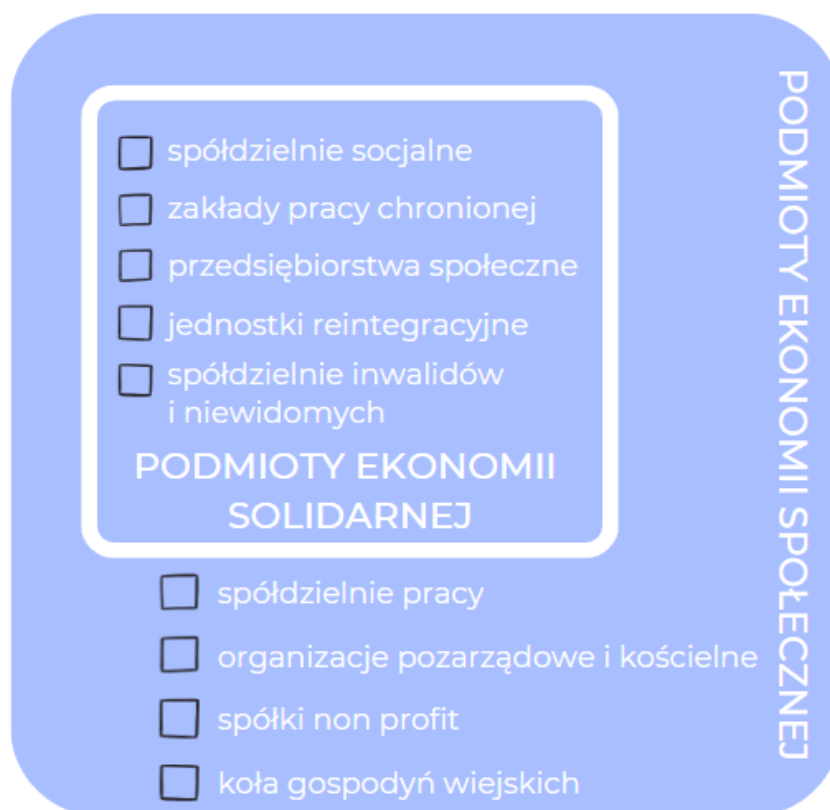 spółdzielnie socjalne
zakłady pracy chronionej
przedsiębiorstwa społeczne
jednostki reintegracyjne
spółdzielnie inwalidów
i niewidomych
PODMIOTY EKONOMII
SOLIDARNEJ
spółdzielnie pracy
organizacje pozarządowe i kościelne
spółki non profit
koła gospodyń wiejskich
PODMIOTY EKONOMII SPOŁECZNEJ